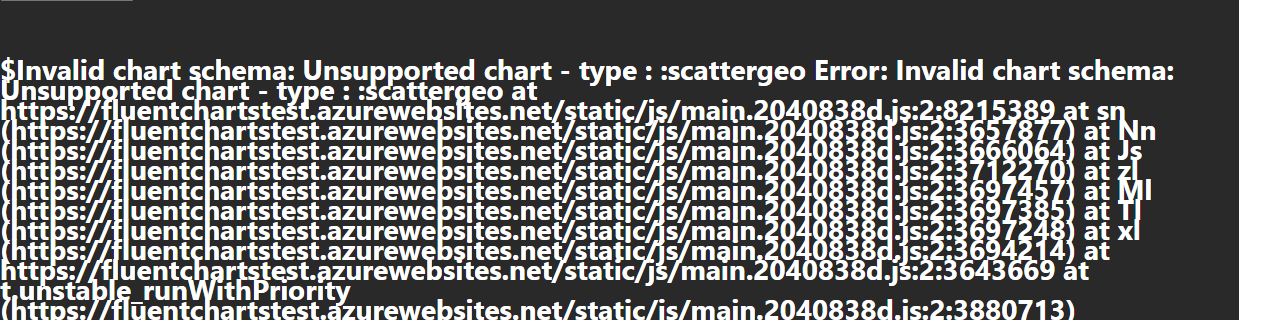 $Invalid chart schema: Unsupported chart - type : :scattergeo Error: Invalid chart schema:
Unsupported chart - type : :scattergeo at
https://fluentchartstest.azurewebsites.net/static/js/main.2040838d.js:2:8215389 at sn
(https://fluentchartstest.azurewebsites.net/static/js/main.2040838d.js:2:3657877) at Nn
(https://fluentchartstest.azurewebsites.net/static/js/main.2040838d.js:2:3666064) at Js
(https://fluentchartstest.azurewebsites.net/static/js/main.2040838d.js:2:3712270) at zl
(https://fluentchartstest.azurewebsites.net/static/js/main.2040838d.js:2:3697457) at Ml
(https://fluentchartstest.azurewebsites.net/static/js/main.2040838d.js:2:3697385) at Tl
(https://fluentchartstest.azurewebsites.net/static/js/main.2040838d.js:2:3697248) at xl
(https://fluentchartstest.azurewebsites.net/static/js/main.2040838d.js:2:3694214) at
https://fluentchartstest.azurewebsites.net/static/js/main.2040838d.js:2:3643669 at
t.unstable_runWithPriority
(https://fluentchartstest.azurewebsites.net/static/js/main.2040838d.js:2:3880713)